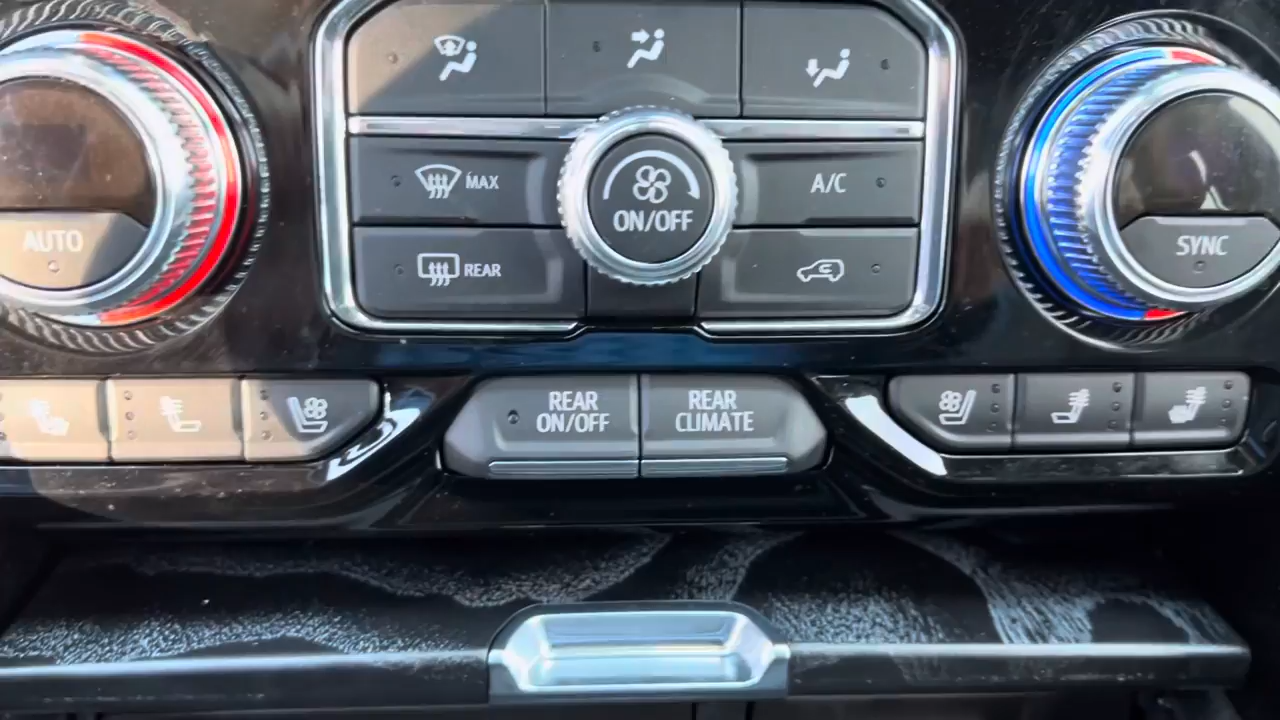 MAX
A/C
ON/OFF
AUTO
SYNC
REAR
REAR
ON/OFF
REAR
CLIMATE